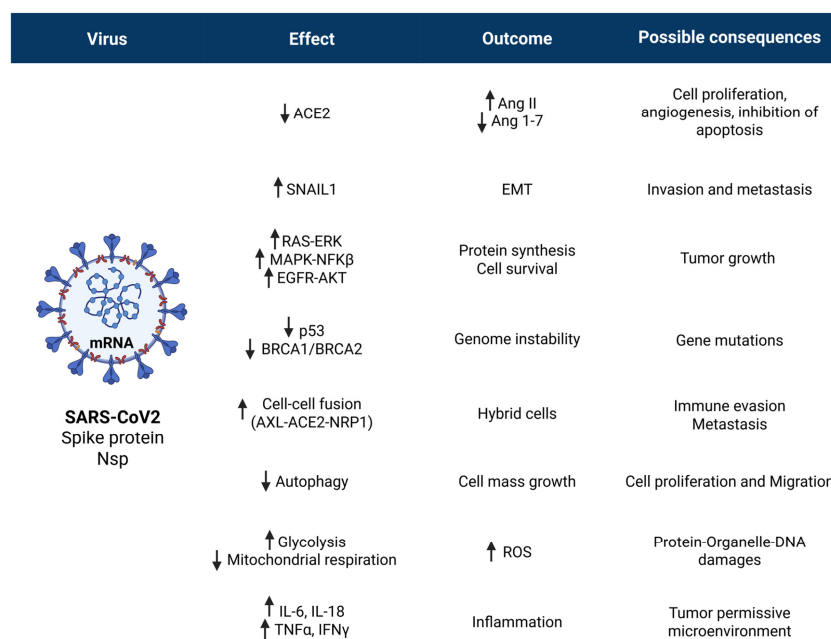 Virus
Effect
Outcome
Possible consequences
↓ ACE2
↑ Ang II
↓ Ang 1-7
Cell proliferation,
angiogenesis, inhibition of
apoptosis
↑ SNAIL1
EMT
Invasion and metastasis
↑ RAS-ERK
↑ MAPK-NFKβ
↑ EGFR-AKT
Protein synthesis
Cell survival
Tumor growth
mRNA
SARS-CoV2
Spike protein
Nsp
↓ p53
↓ BRCA1/BRCA2
Genome instability
Gene mutations
↑ Cell-cell fusion
(AXL-ACE2-NRP1)
Hybrid cells
Immune evasion
Metastasis
↓ Autophagy
Cell mass growth
Cell proliferation and Migration
↑ Glycolysis
↓ Mitochondrial respiration
↑ ROS
Protein-Organelle-DNA
damages
↑ IL-6, IL-18
↑ TNFα, IFNγ
Inflammation
Tumor permissive
microenvironment